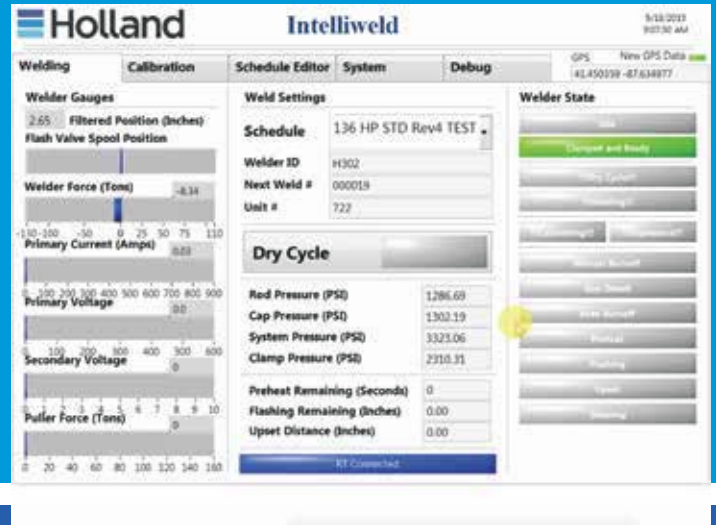 Holland
Intelliweld
9/18/2013
9:07:50 AM
Welding
Calibration
Schedule Editor
System
Debug
GPS New GPS Data
41.450159 -87.634977
Welder Gauges
2.65 Filtered Position (Inches)
Flash Valve Spool Position
Welder Force (Tons) -8.34
-50 0 25 50 75 110
Primary Current (Amps) 0.03
0 100 200 300 400 500 600 700 800 900
Primary Voltage 0.0
0 100 200 300 400 500 600
Secondary Voltage 0
0 1 2 3 4 5 6 7 8 9 10
Puller Force (Tons) 0
0 20 40 60 80 100 120 140 160
Weld Settings
Schedule 136 HP STD Rev4 TEST
Welder ID H302
Next Weld # 000019
Unit # 722
Dry Cycle
Rod Pressure (PSI) 1286.69
Cap Pressure (PSI) 1302.19
System Pressure (PSI) 3323.06
Clamp Pressure (PSI) 2310.31
Preheat Remaining (Seconds) 0
Flashing Remaining (Inches) 0.00
Upset Distance (Inches) 0.00
RT Connected
Welder State
Clamped and Ready
Preheat
Flashing
Upset